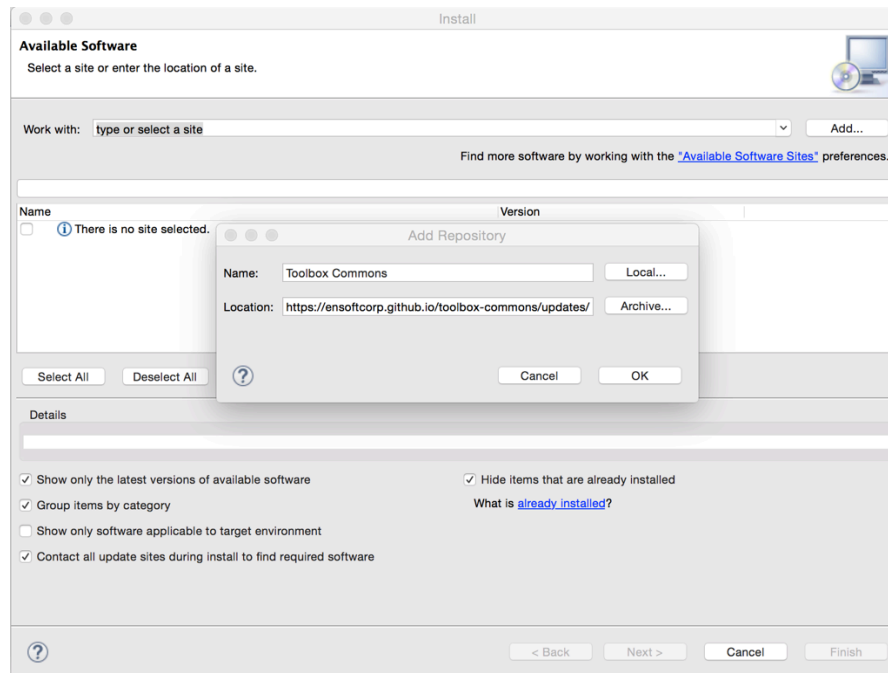 Install
Available Software
Select a site or enter the location of a site.
Work with: type or select a site Add...
Find more software by working with the "Available Software Sites" preferences.
Name Version
There is no site selected.
Add Repository
Name: Toolbox Commons Local...
Location: https://ensoftcorp.github.io/toolbox-commons/updates/ Archive...
? Cancel OK
Select All Deselect All
Details
Show only the latest versions of available software Hide items that are already installed
Group items by category What is already installed?
Show only software applicable to target environment
Contact all update sites during install to find required software
? < Back Next > Cancel Finish